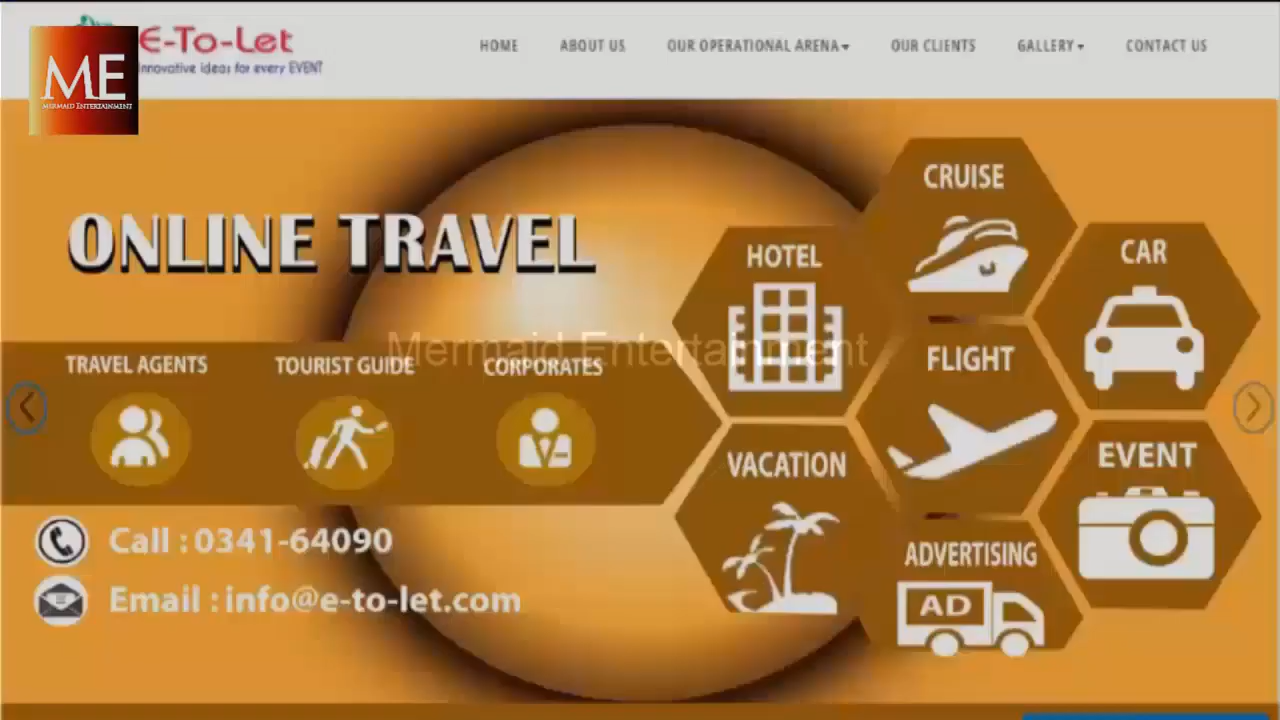 E-To-Let
Innovative ideas for every EVENT
ME
MERMAID ENTERTAINMENT
HOME
ABOUT US
OUR OPERATIONAL ARENA
OUR CLIENTS
GALLERY
CONTACT US
ONLINE TRAVEL
CRUISE
HOTEL
CAR
Mermaid Entertainment
TRAVEL AGENTS
TOURIST GUIDE
CORPORATES
FLIGHT
VACATION
EVENT
Call : 0341-64090
ADVERTISING
Email : info@e-to-let.com
AD